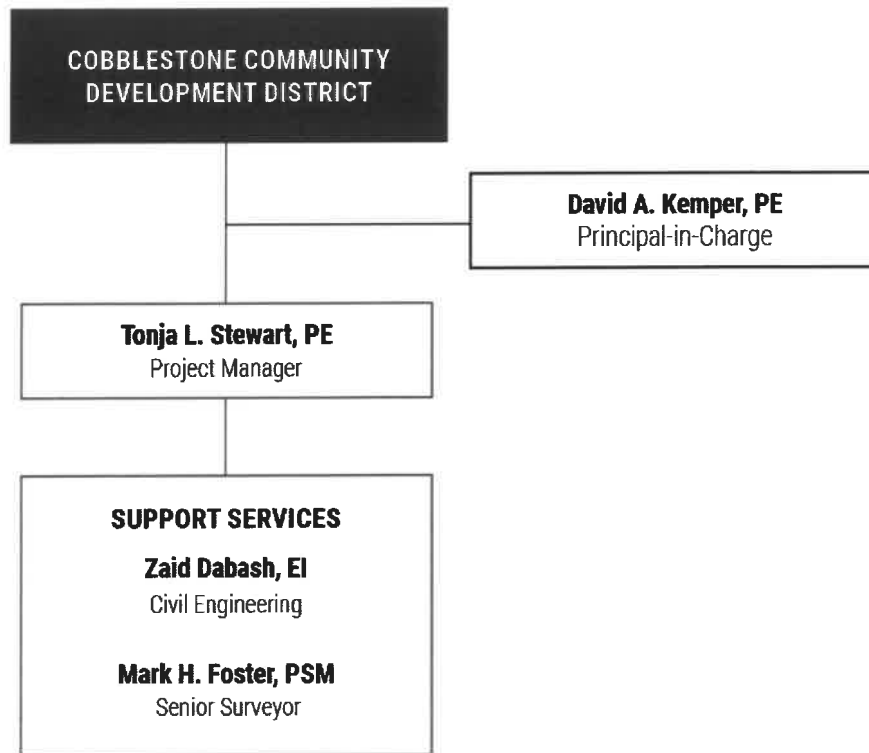 COBBLESTONE COMMUNITY
DEVELOPMENT DISTRICT
David A. Kemper, PE
Principal-in-Charge
Tonja L. Stewart, PE
Project Manager
SUPPORT SERVICES
Zaid Dabash, EI
Civil Engineering
Mark H. Foster, PSM
Senior Surveyor